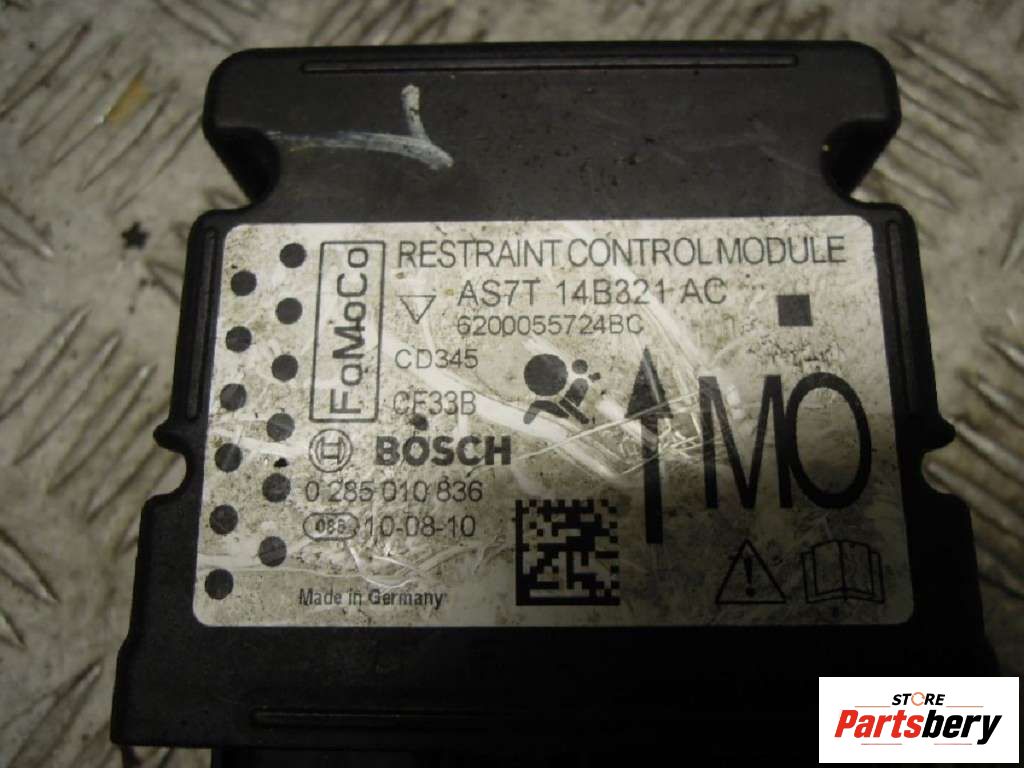 RESTRAINT CONTROL MODULE
FoMoCo
AS7T 14B321 AC
6200055724BC
CD345
CF33B
MO
BOSCH
0 285 010 836
088 10-08-10
Made in Germany
STORE
Partsbery